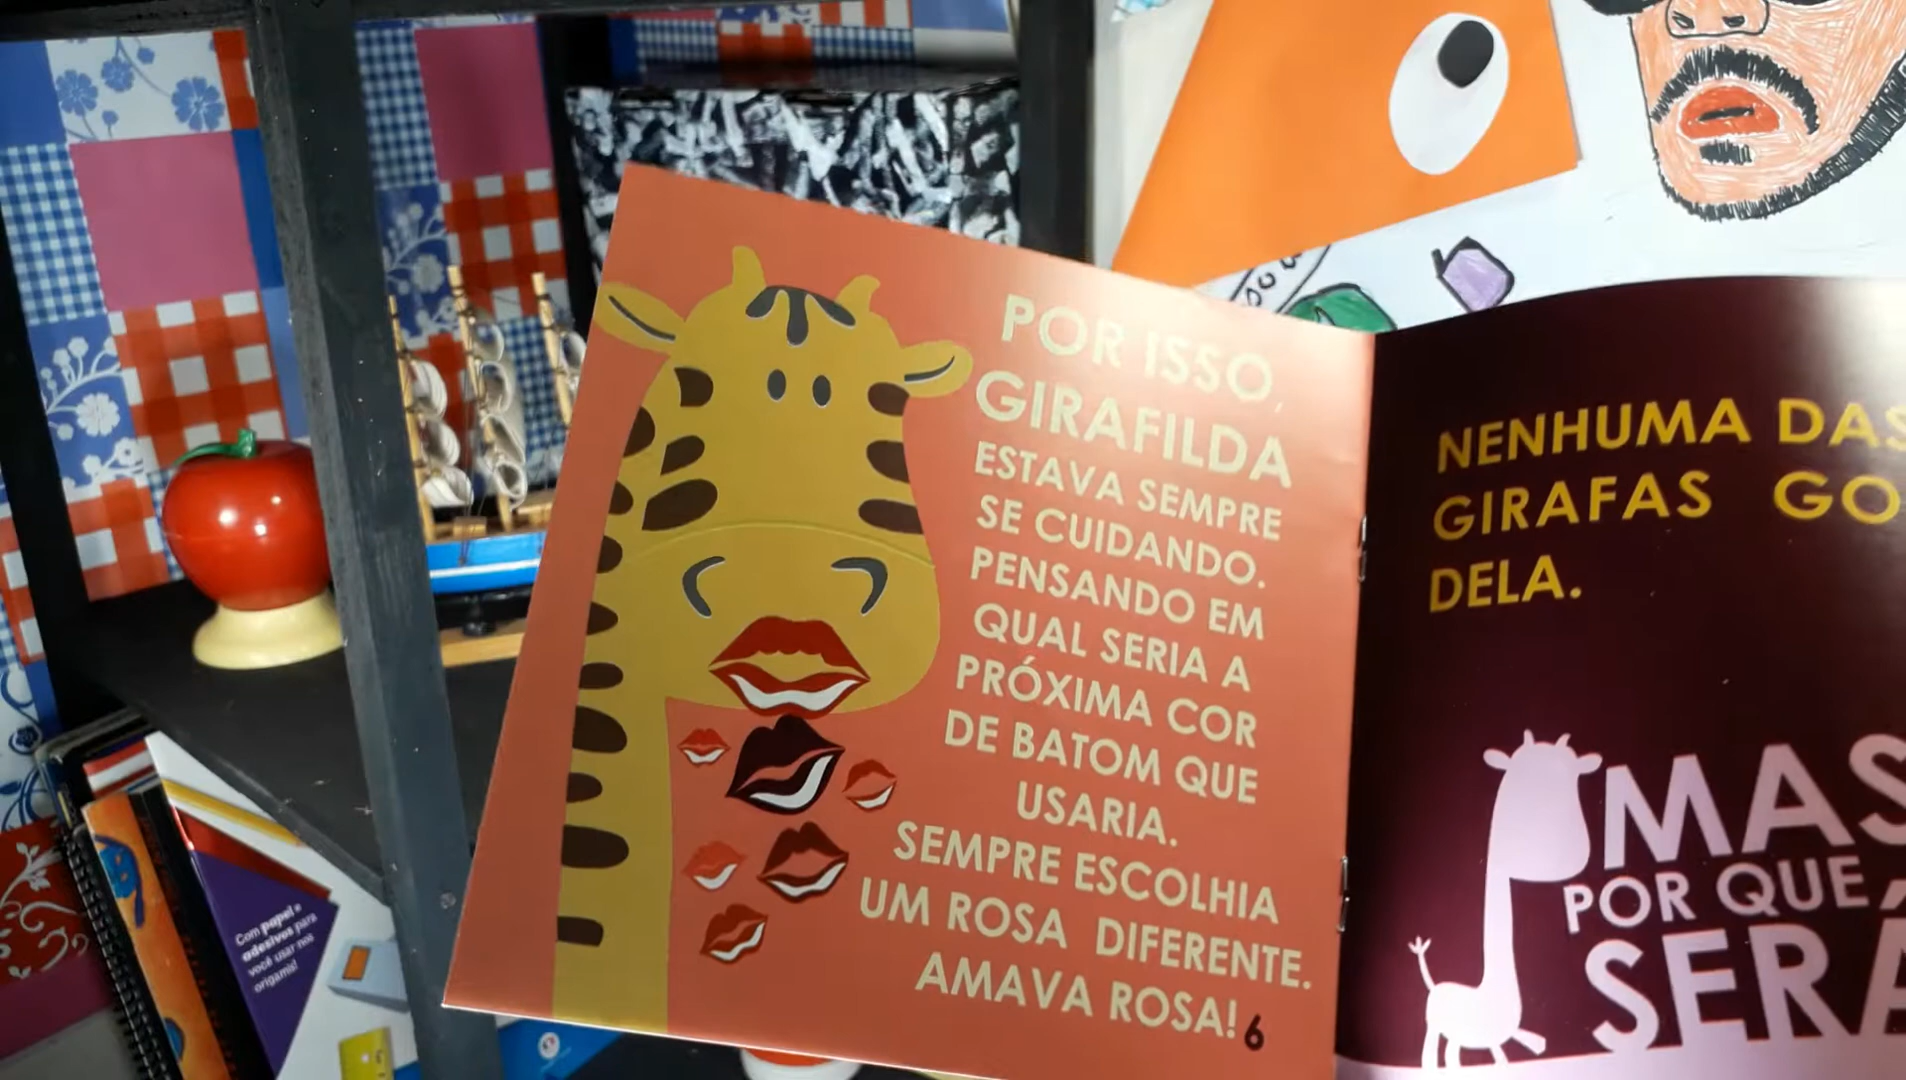 POR ISSO,
GIRAFILDA
ESTAVA SEMPRE
SE CUIDANDO.
PENSANDO EM
QUAL SERIA A
PRÓXIMA COR
DE BATOM QUE
USARIA.
SEMPRE ESCOLHIA
UM ROSA DIFERENTE.
AMAVA ROSA!
6
NENHUMA DAS
GIRAFAS GO
DELA.
MAS
POR QUE
SERÁ
Com papel e
adesivos para
você usar nos
origamis!